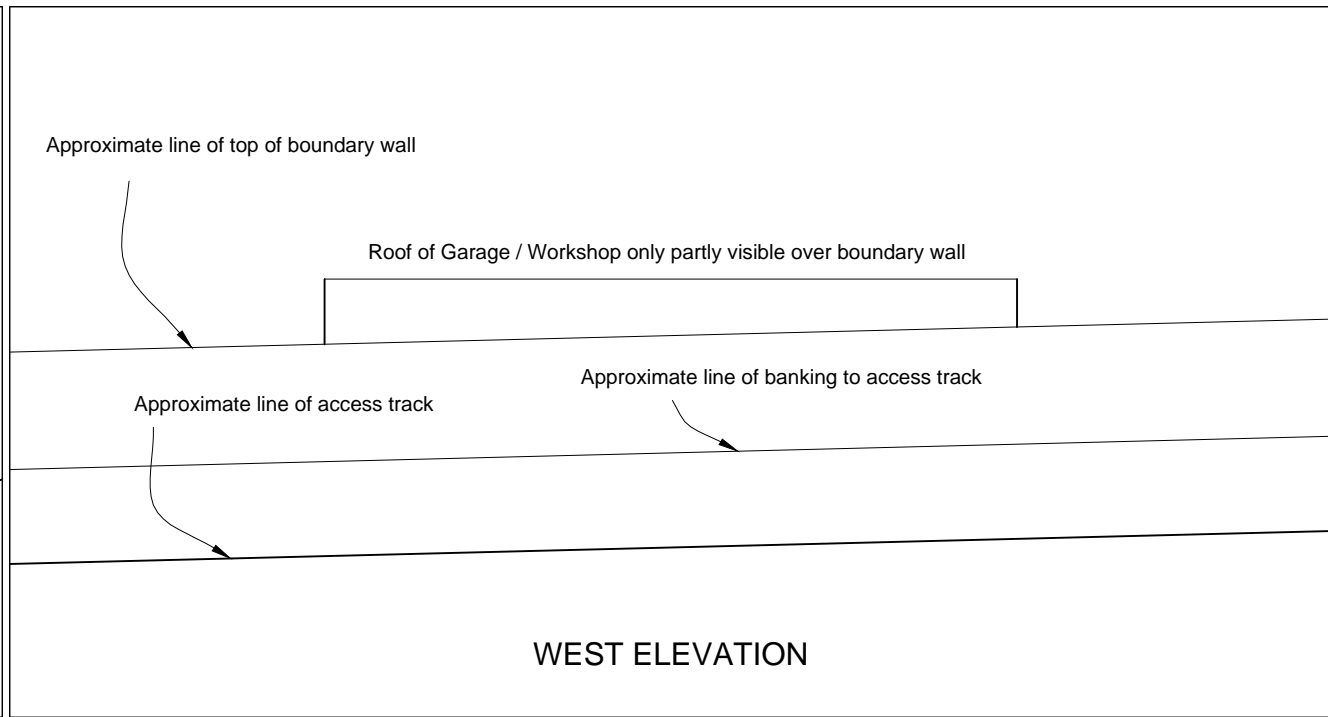 Approximate line of top of boundary wall
Roof of Garage / Workshop only partly visible over boundary wall
Approximate line of banking to access track
Approximate line of access track
WEST ELEVATION